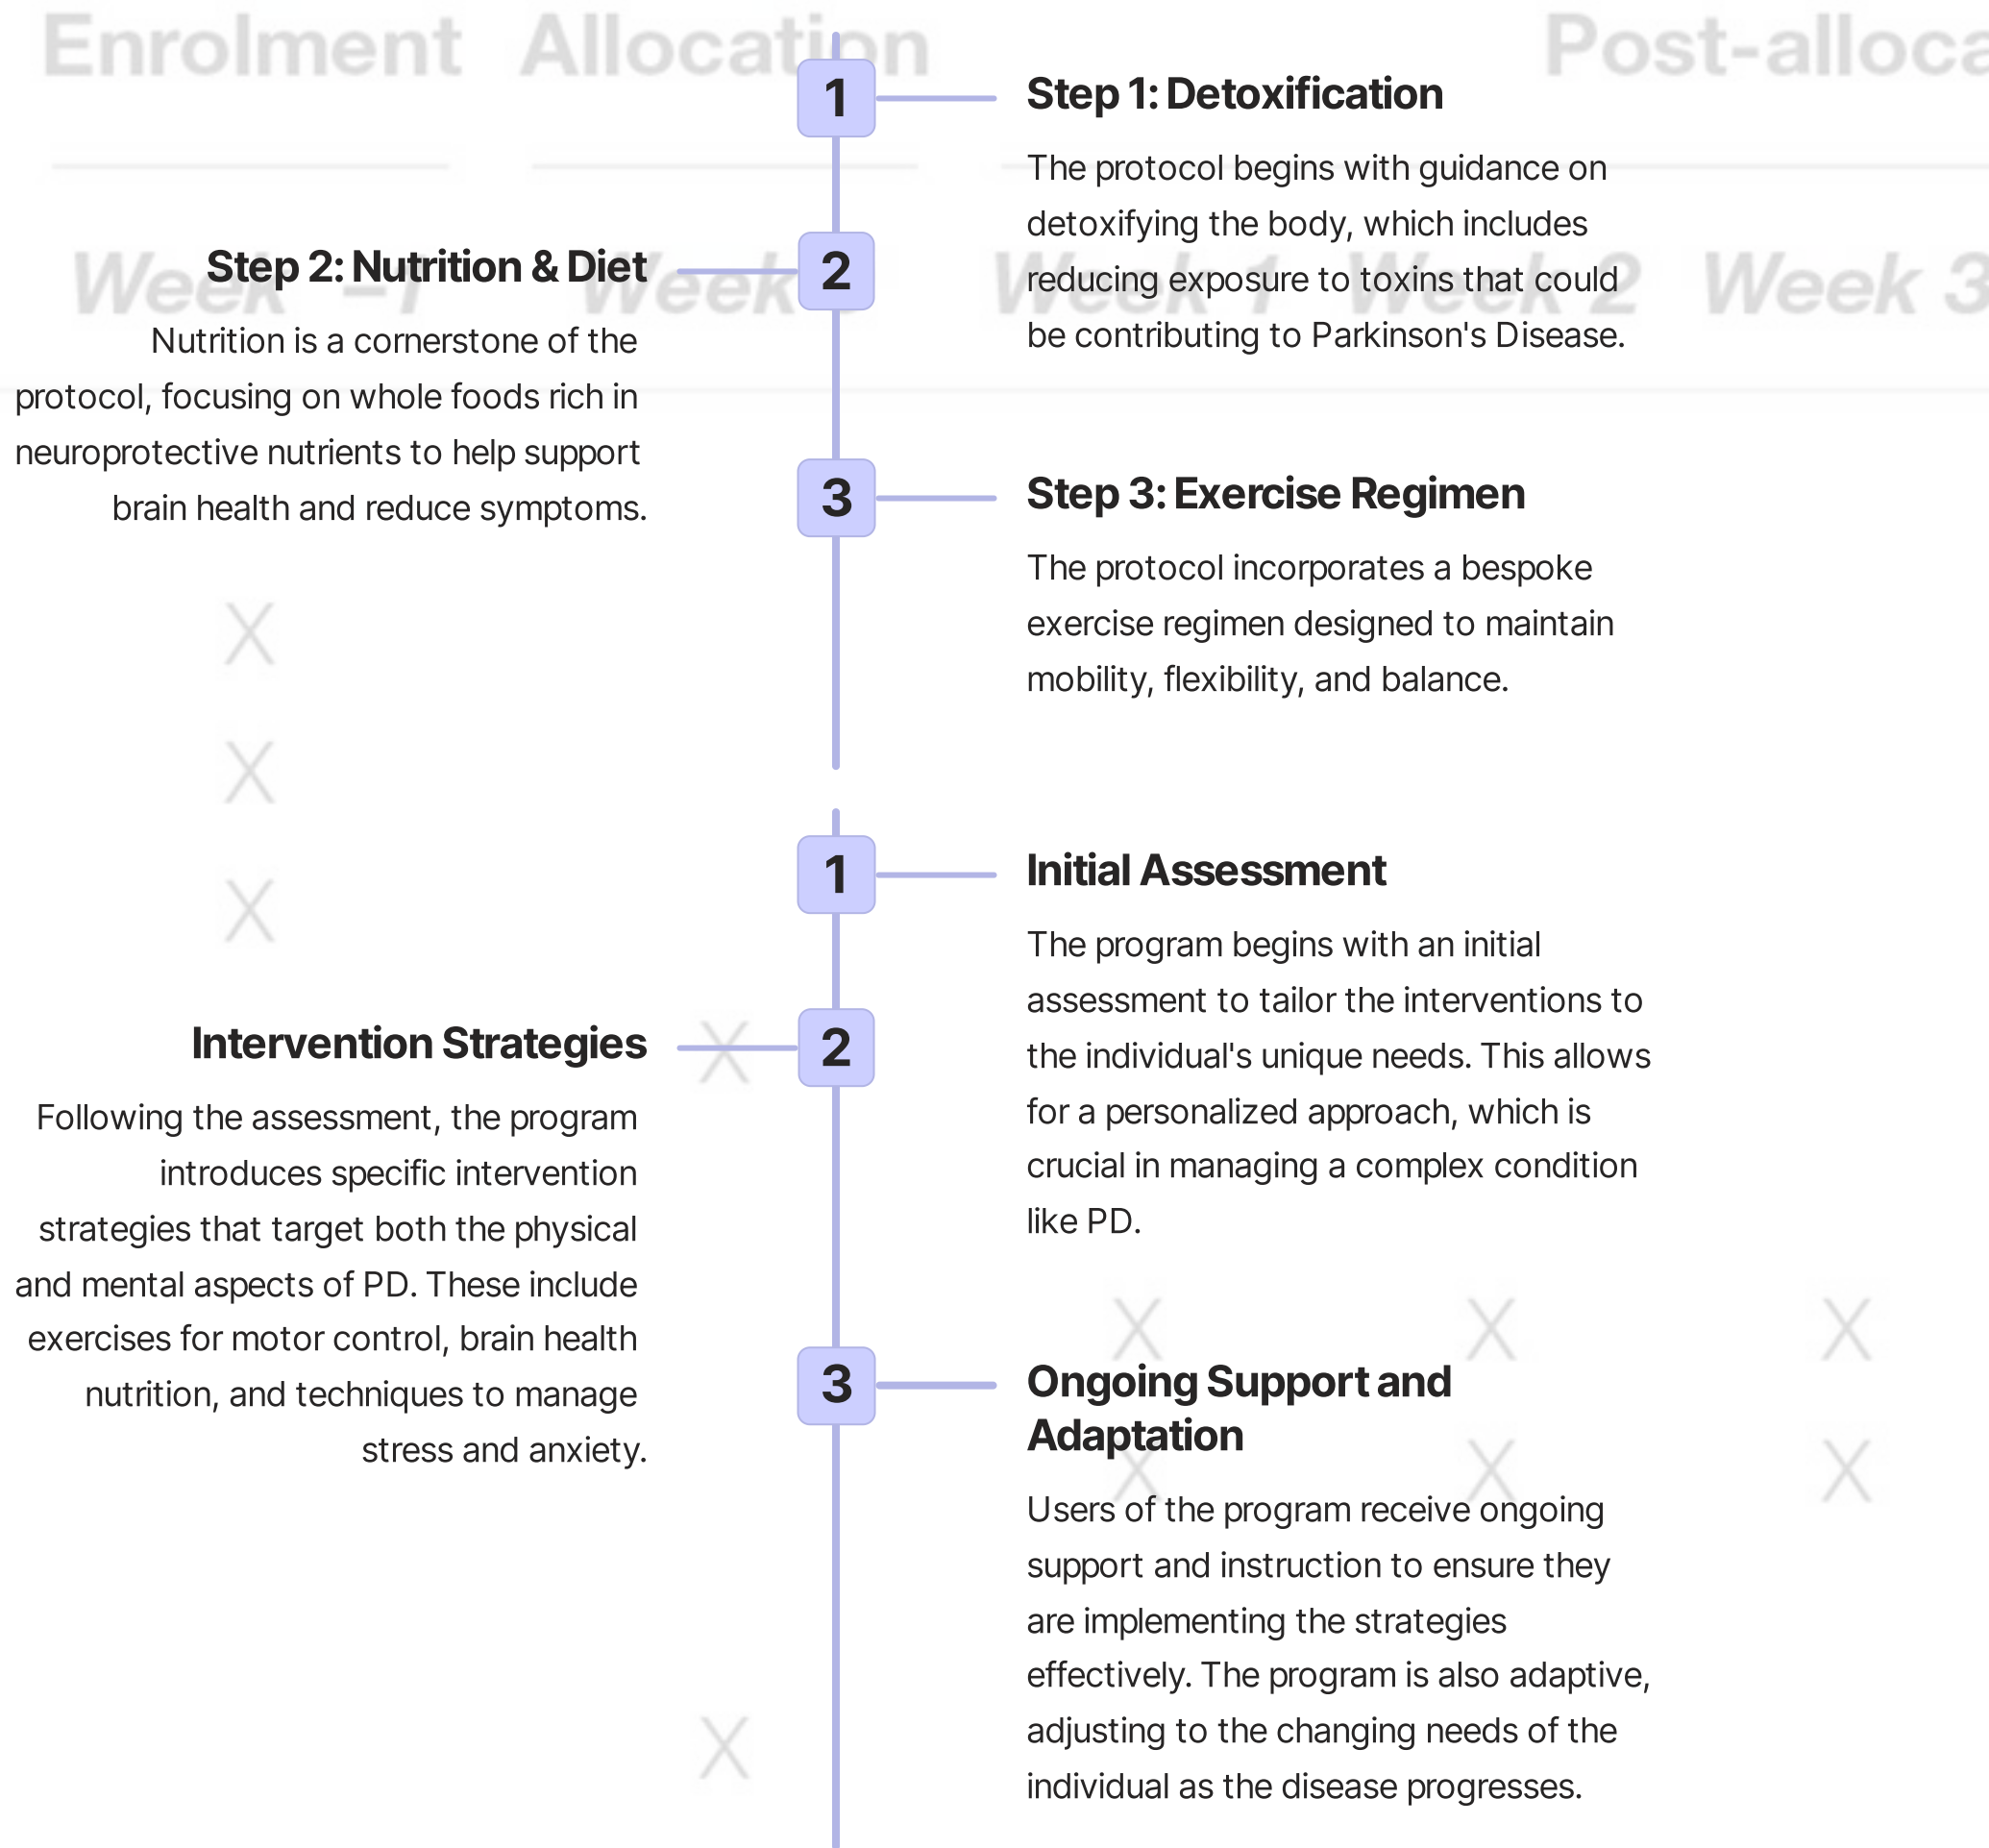 Enrolment Allocation Post-alloca
1
Step 1: Detoxification
The protocol begins with guidance on
detoxifying the body, which includes
reducing exposure to toxins that could
be contributing to Parkinson's Disease.
Week -1 Week Week 1 Week 2 Week 3
2
Step 2: Nutrition & Diet
Nutrition is a cornerstone of the
protocol, focusing on whole foods rich in
neuroprotective nutrients to help support
brain health and reduce symptoms.
3
Step 3: Exercise Regimen
The protocol incorporates a bespoke
exercise regimen designed to maintain
mobility, flexibility, and balance.
X
X
X
1
Initial Assessment
The program begins with an initial
assessment to tailor the interventions to
the individual's unique needs. This allows
for a personalized approach, which is
crucial in managing a complex condition
like PD.
2
X
Intervention Strategies
Following the assessment, the program
introduces specific intervention
strategies that target both the physical
and mental aspects of PD. These include
exercises for motor control, brain health
nutrition, and techniques to manage
stress and anxiety.
X X X
3
Ongoing Support and
Adaptation
X X X
Users of the program receive ongoing
support and instruction to ensure they
are implementing the strategies
effectively. The program is also adaptive,
adjusting to the changing needs of the
individual as the disease progresses.
X